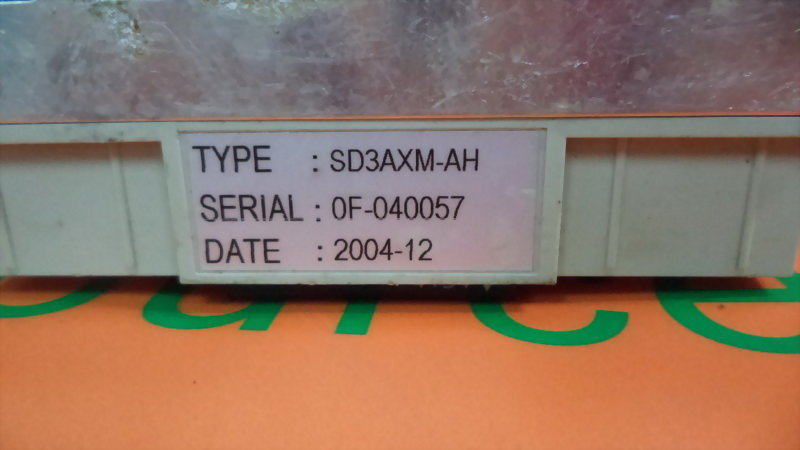 TYPE : SD3AXM-AH
SERIAL : 0F-040057
DATE : 2004-12